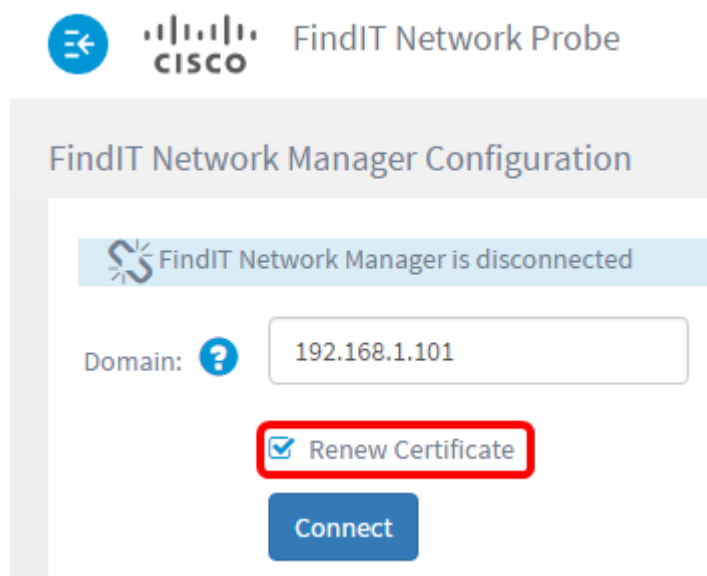 CISCO FindIT Network Probe
FindIT Network Manager Configuration
FindIT Network Manager is disconnected
Domain: ? 192.168.1.101
Renew Certificate
Connect